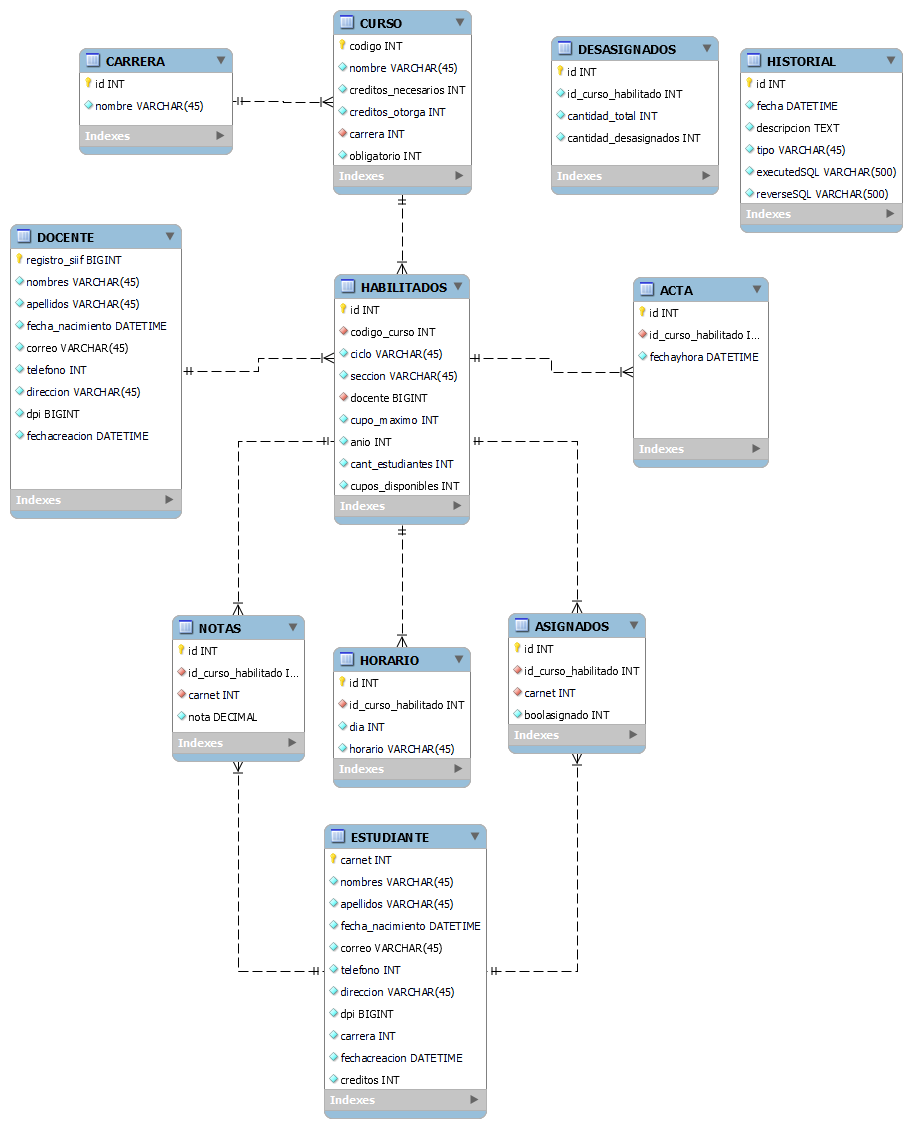 CARRERA
id INT
nombre VARCHAR(45)
Indexes
CURSO
codigo INT
nombre VARCHAR(45)
creditos_necesarios INT
creditos_otorga INT
carrera INT
obligatorio INT
Indexes
DESASIGNADOS
id INT
id_curso_habilitado INT
cantidad_total INT
cantidad_desasignados INT
Indexes
HISTORIAL
id INT
fecha DATETIME
descripcion TEXT
tipo VARCHAR(45)
executedSQL VARCHAR(500)
reverseSQL VARCHAR(500)
Indexes
DOCENTE
registro_siif BIGINT
nombres VARCHAR(45)
apellidos VARCHAR(45)
fecha_nacimiento DATETIME
correo VARCHAR(45)
telefono INT
direccion VARCHAR(45)
dpi BIGINT
fechacreacion DATETIME
Indexes
HABILITADOS
id INT
codigo_curso INT
ciclo VARCHAR(45)
seccion VARCHAR(45)
docente BIGINT
cupo_maximo INT
anio INT
cant_estudiantes INT
cupos_disponibles INT
Indexes
ACTA
id INT
id_curso_habilitado I...
fechayhora DATETIME
Indexes
NOTAS
id INT
id_curso_habilitado I...
carnet INT
nota DECIMAL
Indexes
HORARIO
id INT
id_curso_habilitado INT
dia INT
horario VARCHAR(45)
Indexes
ASIGNADOS
id INT
id_curso_habilitado INT
carnet INT
boolasignado INT
Indexes
ESTUDIANTE
carnet INT
nombres VARCHAR(45)
apellidos VARCHAR(45)
fecha_nacimiento DATETIME
correo VARCHAR(45)
telefono INT
direccion VARCHAR(45)
dpi BIGINT
carrera INT
fechacreacion DATETIME
creditos INT
Indexes